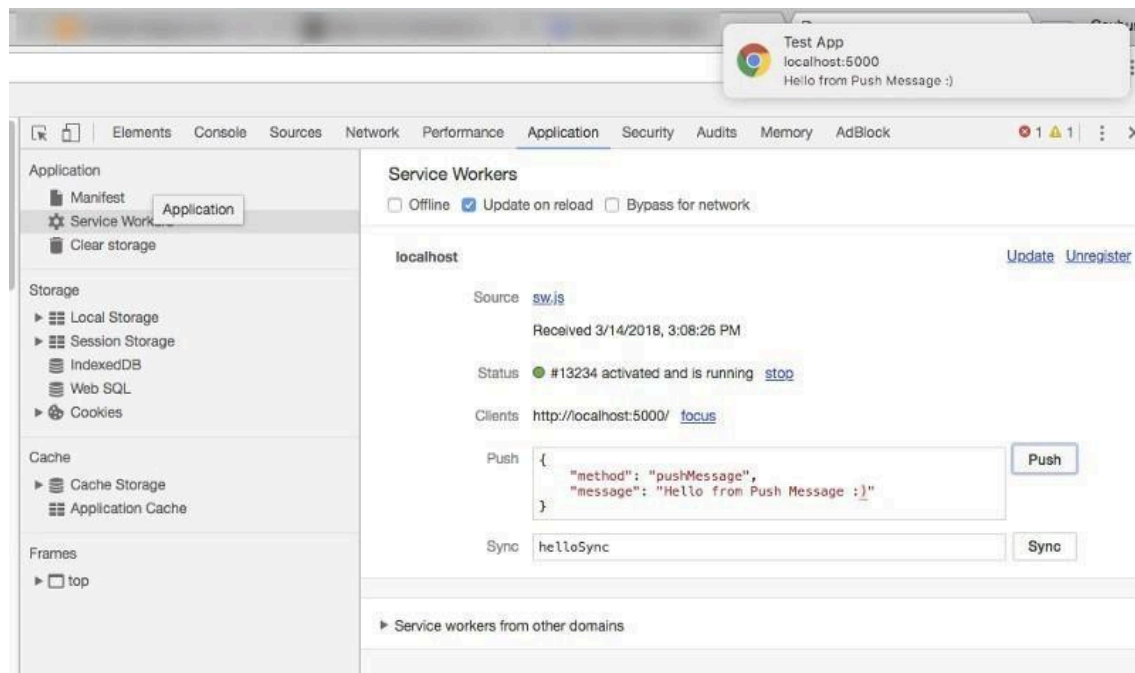 Test App
localhost:5000
Hello from Push Message :)
Elements Console Sources Network Performance Application Security Audits Memory AdBlock 1 1
Application
Manifest
Application
Service Workers
Clear storage
Storage
Local Storage
Session Storage
IndexedDB
Web SQL
Cookies
Cache
Cache Storage
Application Cache
Frames
top
Service Workers
Offline Update on reload Bypass for network
localhost Update Unregister
Source sw.js
Received 3/14/2018, 3:08:26 PM
Status #13234 activated and is running stop
Clients http://localhost:5000/ focus
Push {
"method": "pushMessage",
"message": "Hello from Push Message :)"
}
Push
Sync helloSync Sync
Service workers from other domains